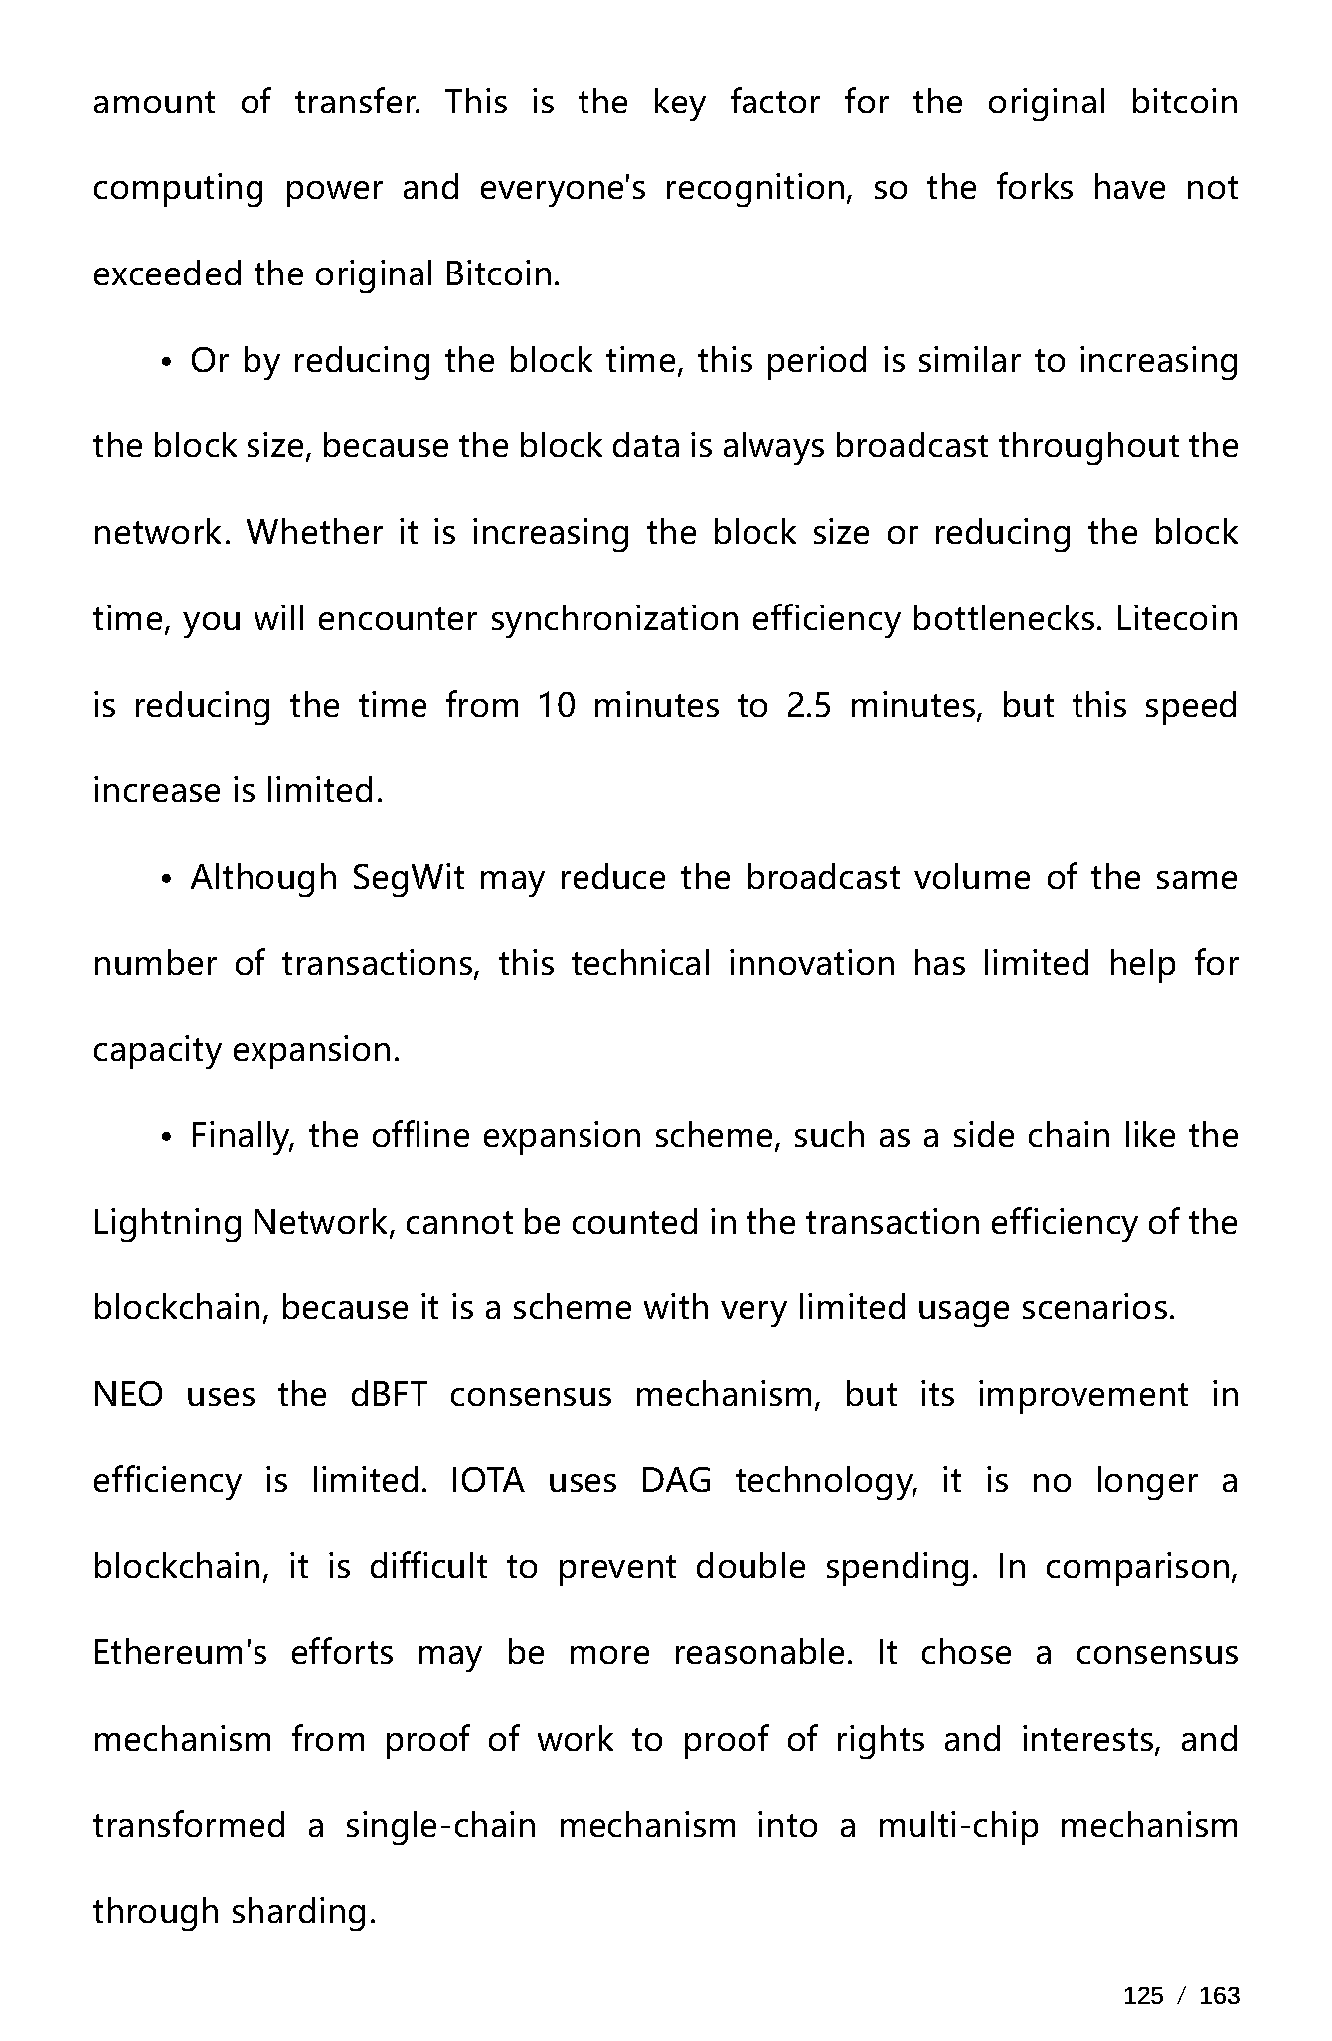 amount of transfer. This is the key factor for the original bitcoin
computing power and everyone's recognition, so the forks have not
exceeded the original Bitcoin.
• Or by reducing the block time, this period is similar to increasing
the block size, because the block data is always broadcast throughout the
network. Whether it is increasing the block size or reducing the block
time, you will encounter synchronization efficiency bottlenecks. Litecoin
is reducing the time from 10 minutes to 2.5 minutes, but this speed
increase is limited.
• Although SegWit may reduce the broadcast volume of the same
number of transactions, this technical innovation has limited help for
capacity expansion.
• Finally, the offline expansion scheme, such as a side chain like the
Lightning Network, cannot be counted in the transaction efficiency of the
blockchain, because it is a scheme with very limited usage scenarios.
NEO uses the dBFT consensus mechanism, but its improvement in
efficiency is limited. IOTA uses DAG technology, it is no longer a
blockchain, it is difficult to prevent double spending. In comparison,
Ethereum's efforts may be more reasonable. It chose a consensus
mechanism from proof of work to proof of rights and interests, and
transformed a single-chain mechanism into a multi-chip mechanism
through sharding.
125 / 163